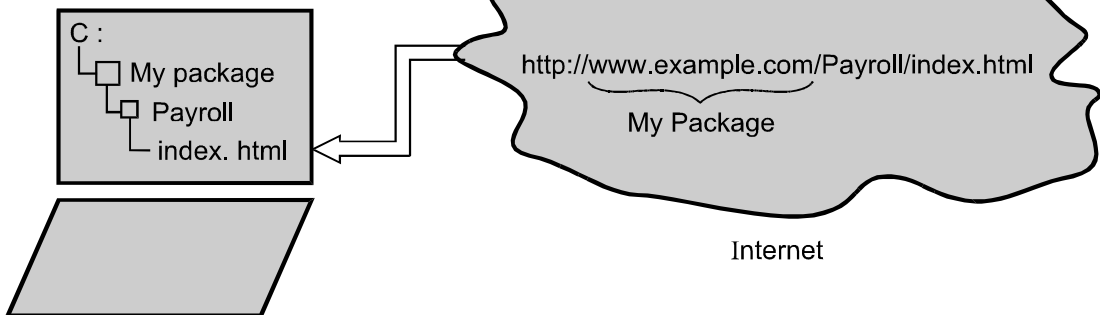 C :
My package
Payroll
index. html
http://www.example.com/Payroll/index.html
My Package
Internet